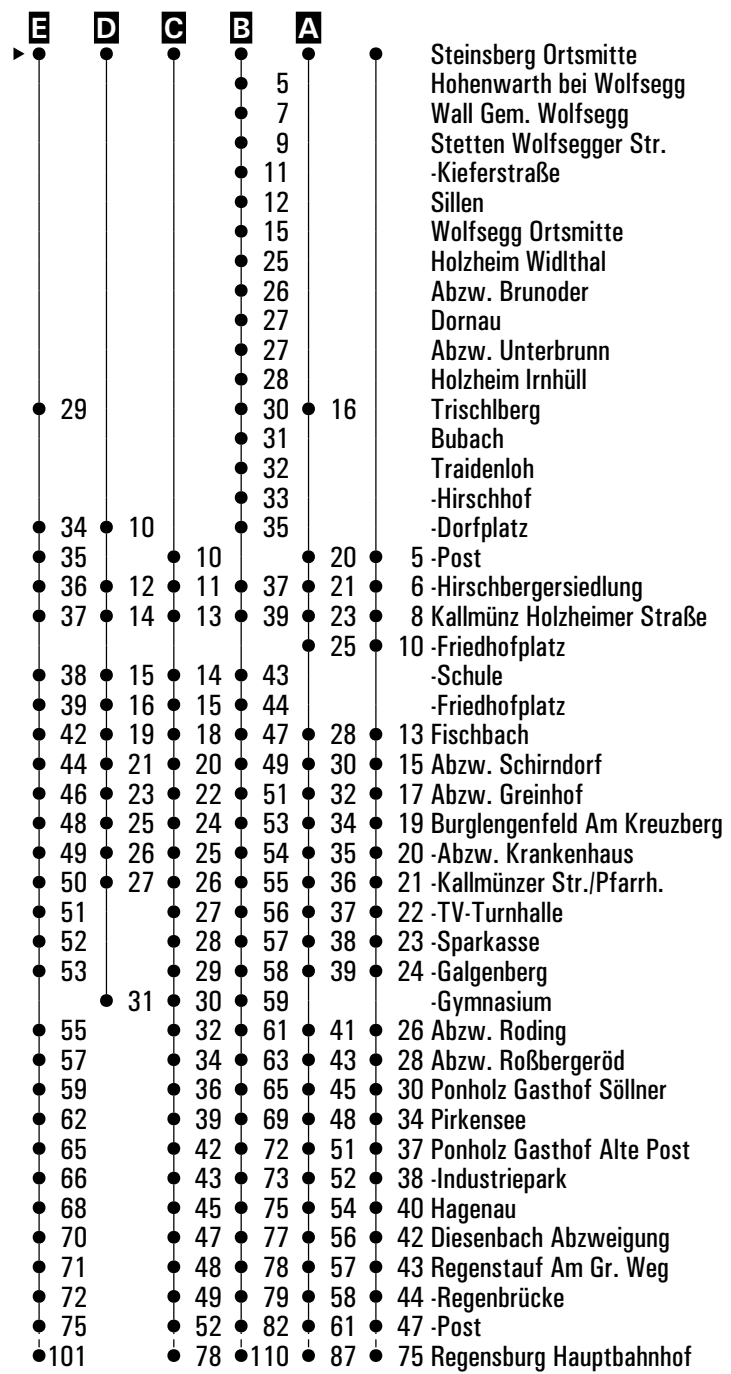 E D C B A
Steinsberg Ortsmitte
5 Hohenwarth bei Wolfsegg
7 Wall Gem. Wolfsegg
9 Stetten Wolfsegger Str.
11 -Kieferstraße
12 Sillen
15 Wolfsegg Ortsmitte
25 Holzheim Widlthal
26 Abzw. Brunoder
27 Dornau
27 Abzw. Unterbrunn
28 Holzheim Irnhüll
29 30 16 Trischlberg
31 Bubach
32 Traidenloh
33 -Hirschhof
34 10 35 -Dorfplatz
35 10 20 5 -Post
36 12 11 37 21 6 -Hirschbergersiedlung
37 14 13 39 23 8 Kallmünz Holzheimer Straße
25 10 -Friedhofplatz
38 15 14 43 -Schule
39 16 15 44 -Friedhofplatz
42 19 18 47 28 13 Fischbach
44 21 20 49 30 15 Abzw. Schirndorf
46 23 22 51 32 17 Abzw. Greinhof
48 25 24 53 34 19 Burglengenfeld Am Kreuzberg
49 26 25 54 35 20 -Abzw. Krankenhaus
50 27 26 55 36 21 -Kallmünzer Str./Pfarrh.
51 27 56 37 22 -TV-Turnhalle
52 28 57 38 23 -Sparkasse
53 29 58 39 24 -Galgenberg
31 30 59 -Gymnasium
55 32 61 41 26 Abzw. Roding
57 34 63 43 28 Abzw. Roßbergeröd
59 36 65 45 30 Ponholz Gasthof Söllner
62 39 69 48 34 Pirkensee
65 42 72 51 37 Ponholz Gasthof Alte Post
66 43 73 52 38 -Industriepark
68 45 75 54 40 Hagenau
70 47 77 56 42 Diesenbach Abzweigung
71 48 78 57 43 Regenstauf Am Gr. Weg
72 49 79 58 44 -Regenbrücke
75 52 82 61 47 -Post
101 78 110 87 75 Regensburg Hauptbahnhof